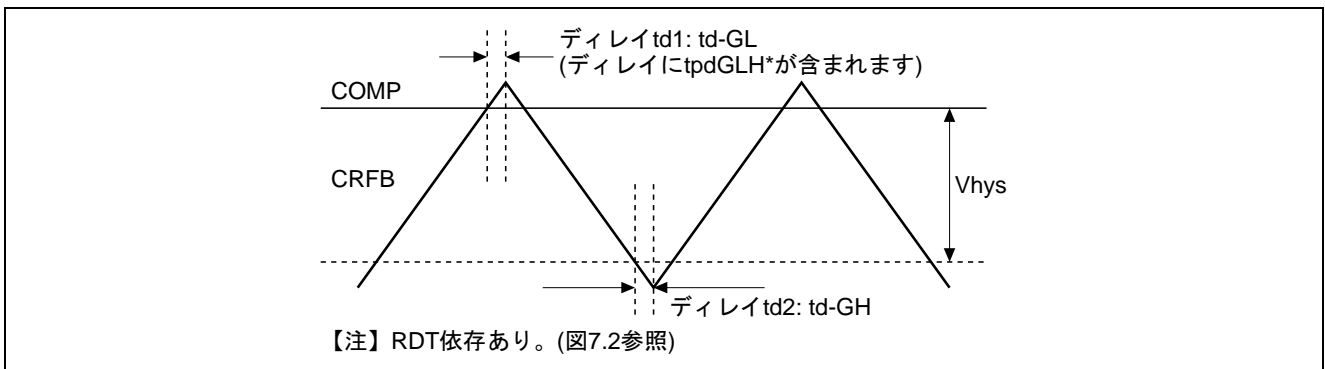 ディレイtd1: td-GL
(ディレイにtpdGLH*が含まれます)
COMP
CRFB
Vhys
ディレイtd2: td-GH
【注】RDT依存あり。(図7.2参照)